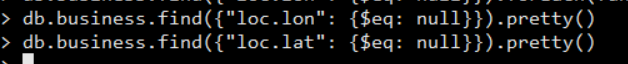 > db.business.find({"loc.lon": {$eq: null}}).pretty()
> db.business.find({"loc.lat": {$eq: null}}).pretty()
>